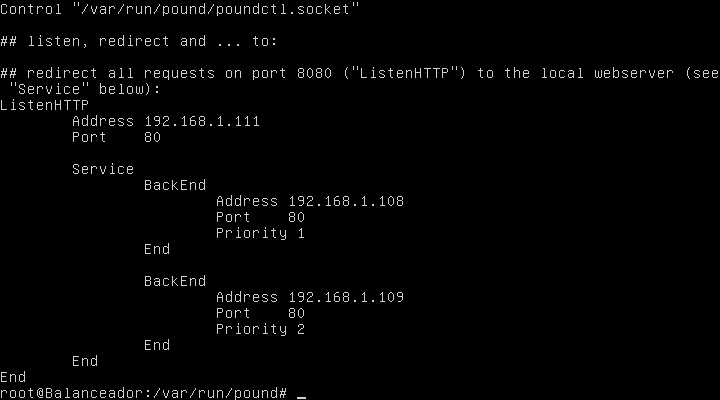 Control "/var/run/pound/poundctl.socket"
## listen, redirect and ... to:
## redirect all requests on port 8080 ("ListenHTTP") to the local webserver (see
 "Service" below):
ListenHTTP
        Address 192.168.1.111
        Port    80
        Service
                BackEnd
                        Address 192.168.1.108
                        Port    80
                        Priority 1
                End
                BackEnd
                        Address 192.168.1.109
                        Port    80
                        Priority 2
                End
        End
End
root@Balanceador:/var/run/pound# _